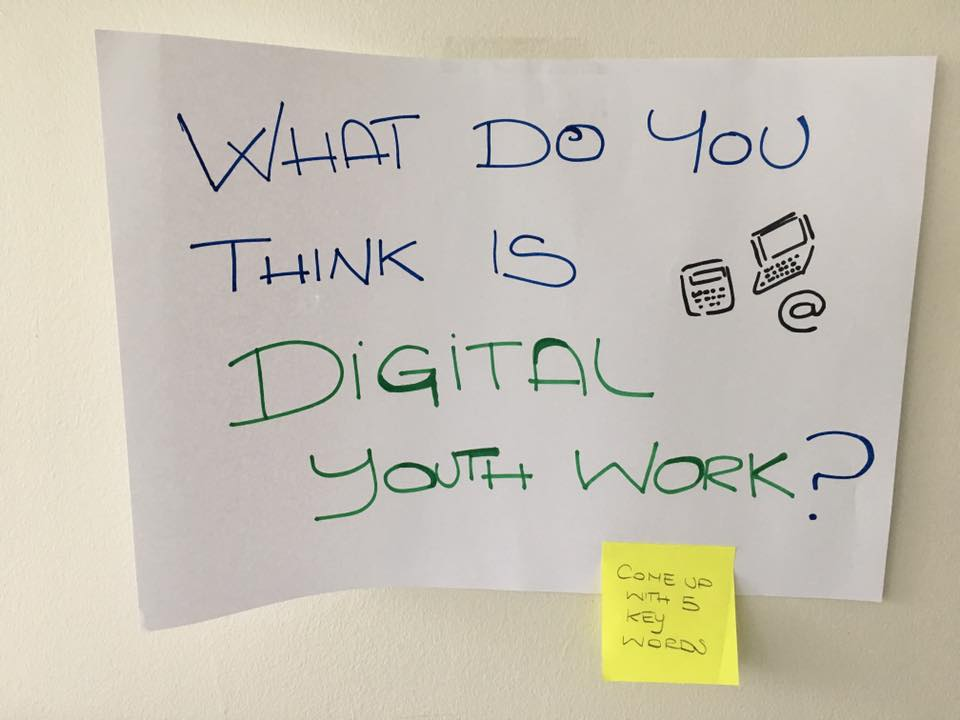 WHAT DO YOU
THINK IS
@
DIGITAL
YOUTH WORK?
COME UP
WITH 5
KEY
WORDS